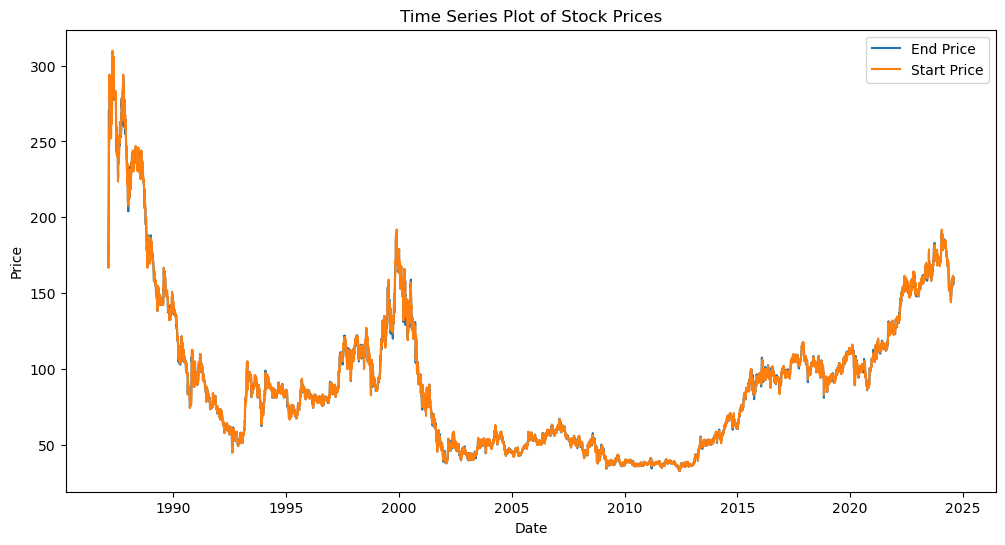 Time Series Plot of Stock Prices
End Price
Start Price
300
250
200
150
100
50
Price
1990 1995 2000 2005 2010 2015 2020 2025
Date